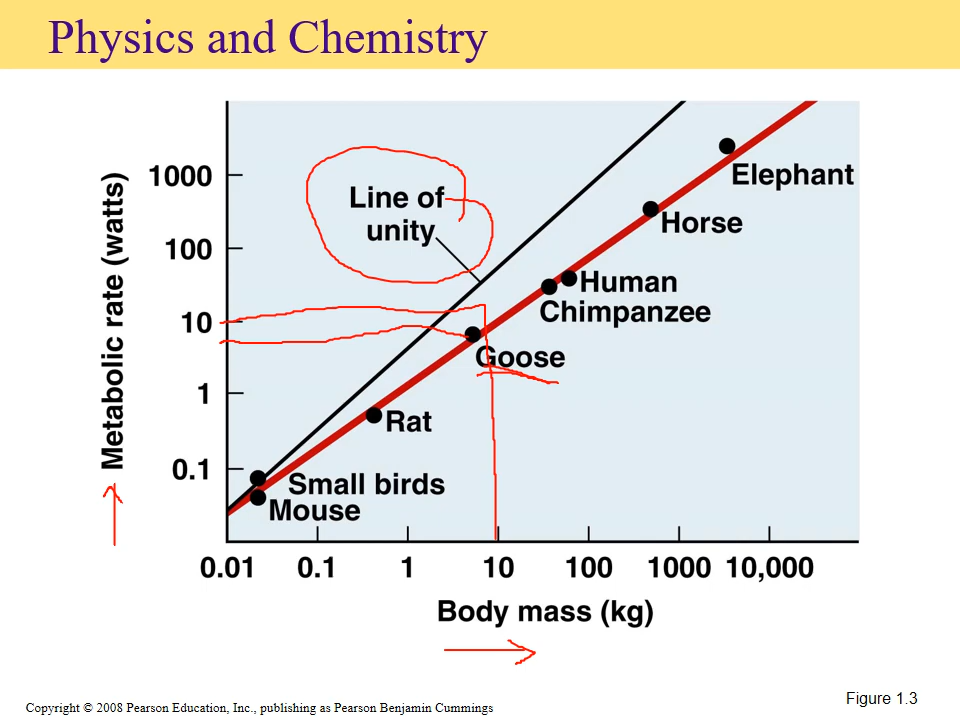 Physics and Chemistry
Metabolic rate (watts)
1000
100
10
1
0.1
Line of
unity
Elephant
Horse
Human
Chimpanzee
Goose
Rat
Small birds
Mouse
0.01 0.1 1 10 100 1000 10,000
Body mass (kg)
Figure 1.3
Copyright © 2008 Pearson Education, Inc., publishing as Pearson Benjamin Cummings